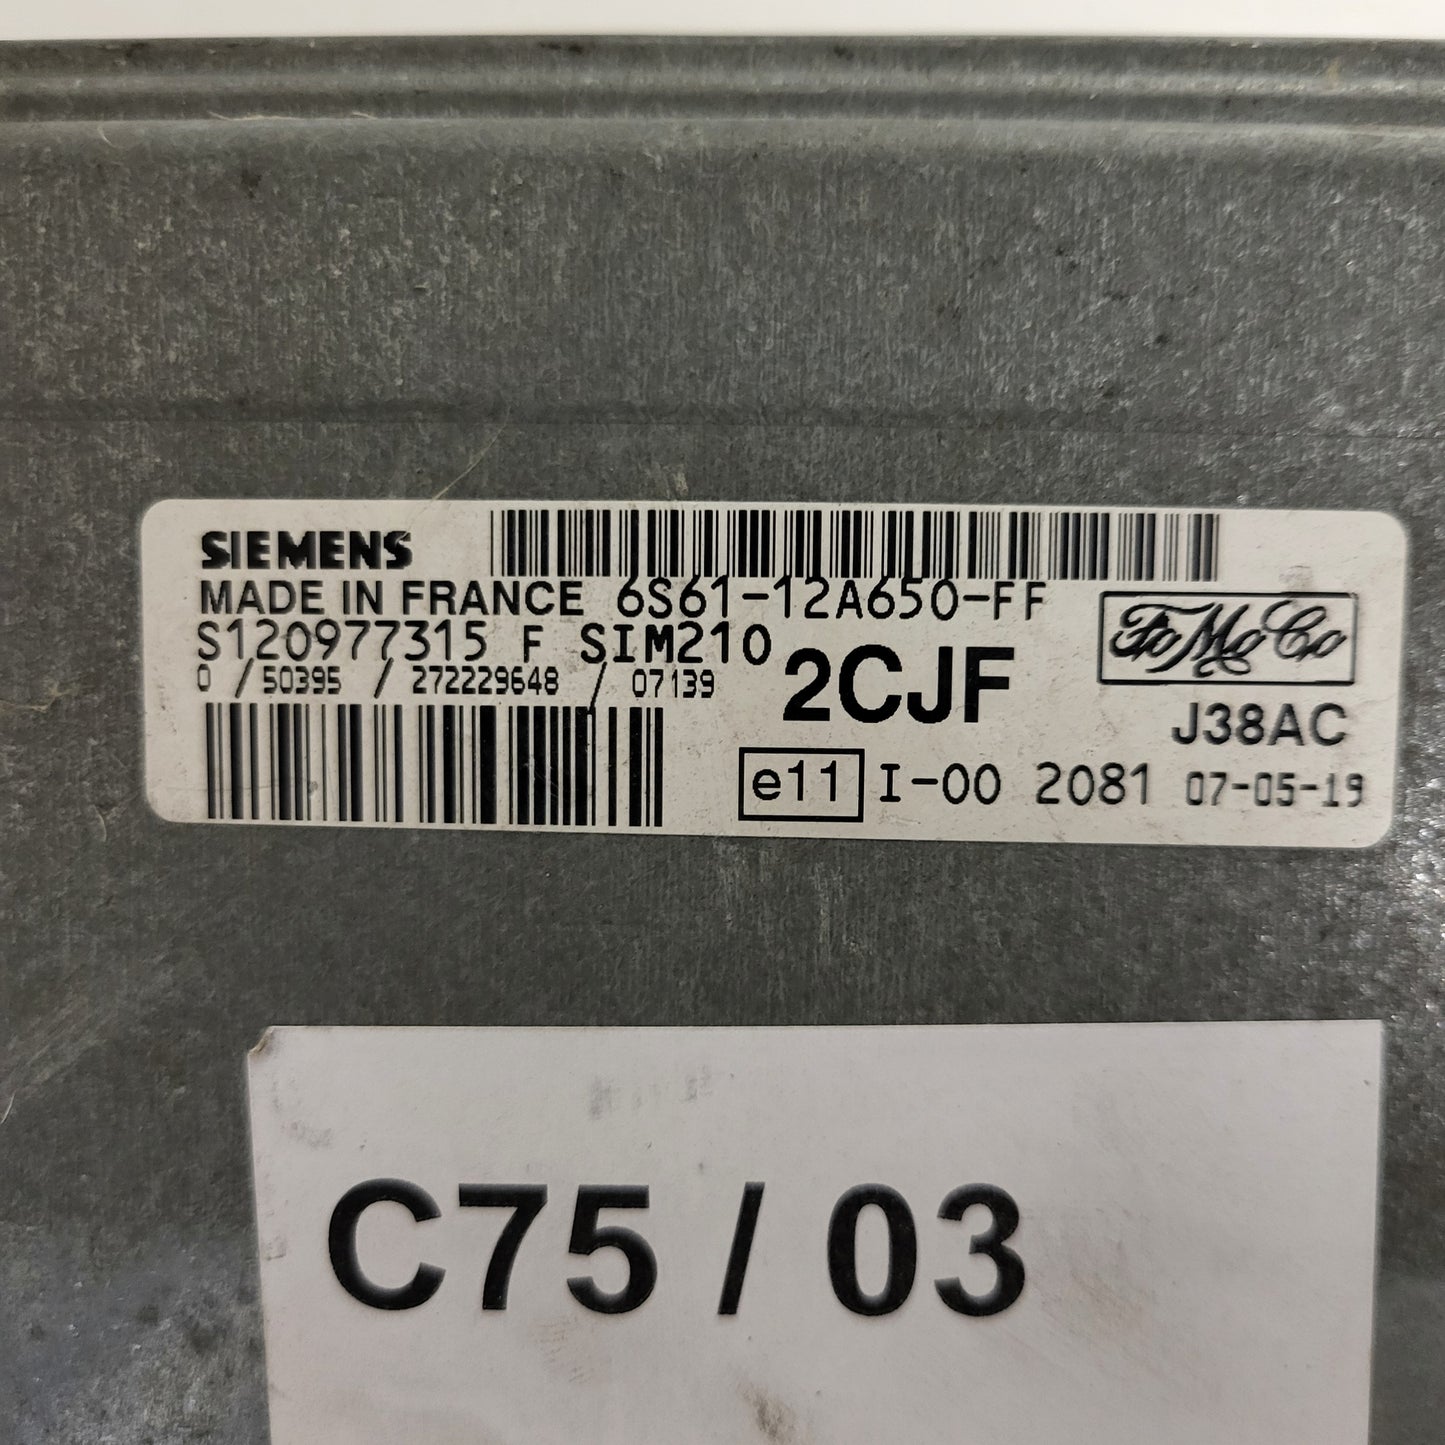 SIEMENS
MADE IN FRANCE 6S61-12A650-FF
S120977315 F SIM210
0 / 50395 / 272229648 / 07139
2CJF
FoMoCo
J38AC
e11 I-00 2081 07-05-19
C75 / 03